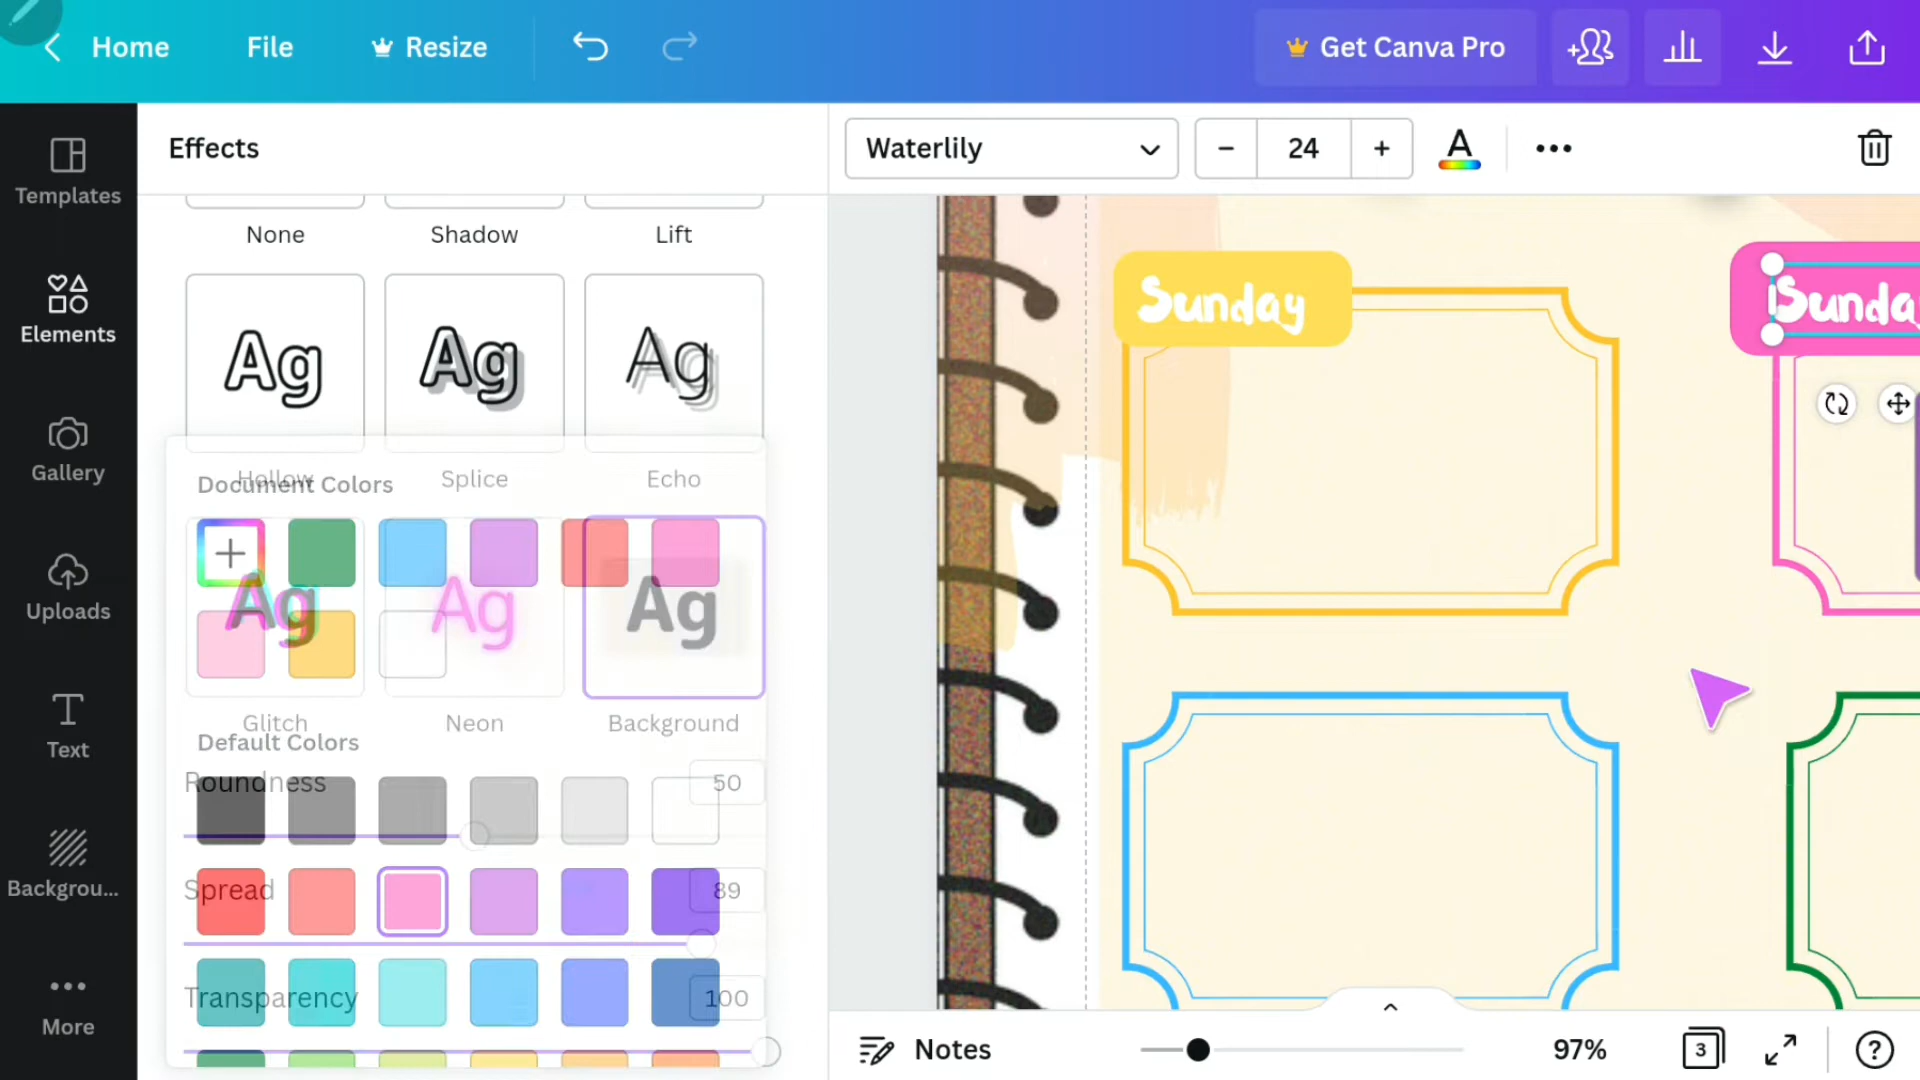 Home File Resize Get Canva Pro
Effects
Waterlily
− 24 +
A
Templates
Elements
Gallery
Uploads
Text
Backgrou...
More
None Shadow Lift
Ag Ag Ag
Hollow Splice Echo
Document Colors
Ag Ag Ag
Glitch Neon Background
Default Colors
Roundness 50
Spread 89
Transparency 100
Sunday
Sunda
Notes 97% 3 ?